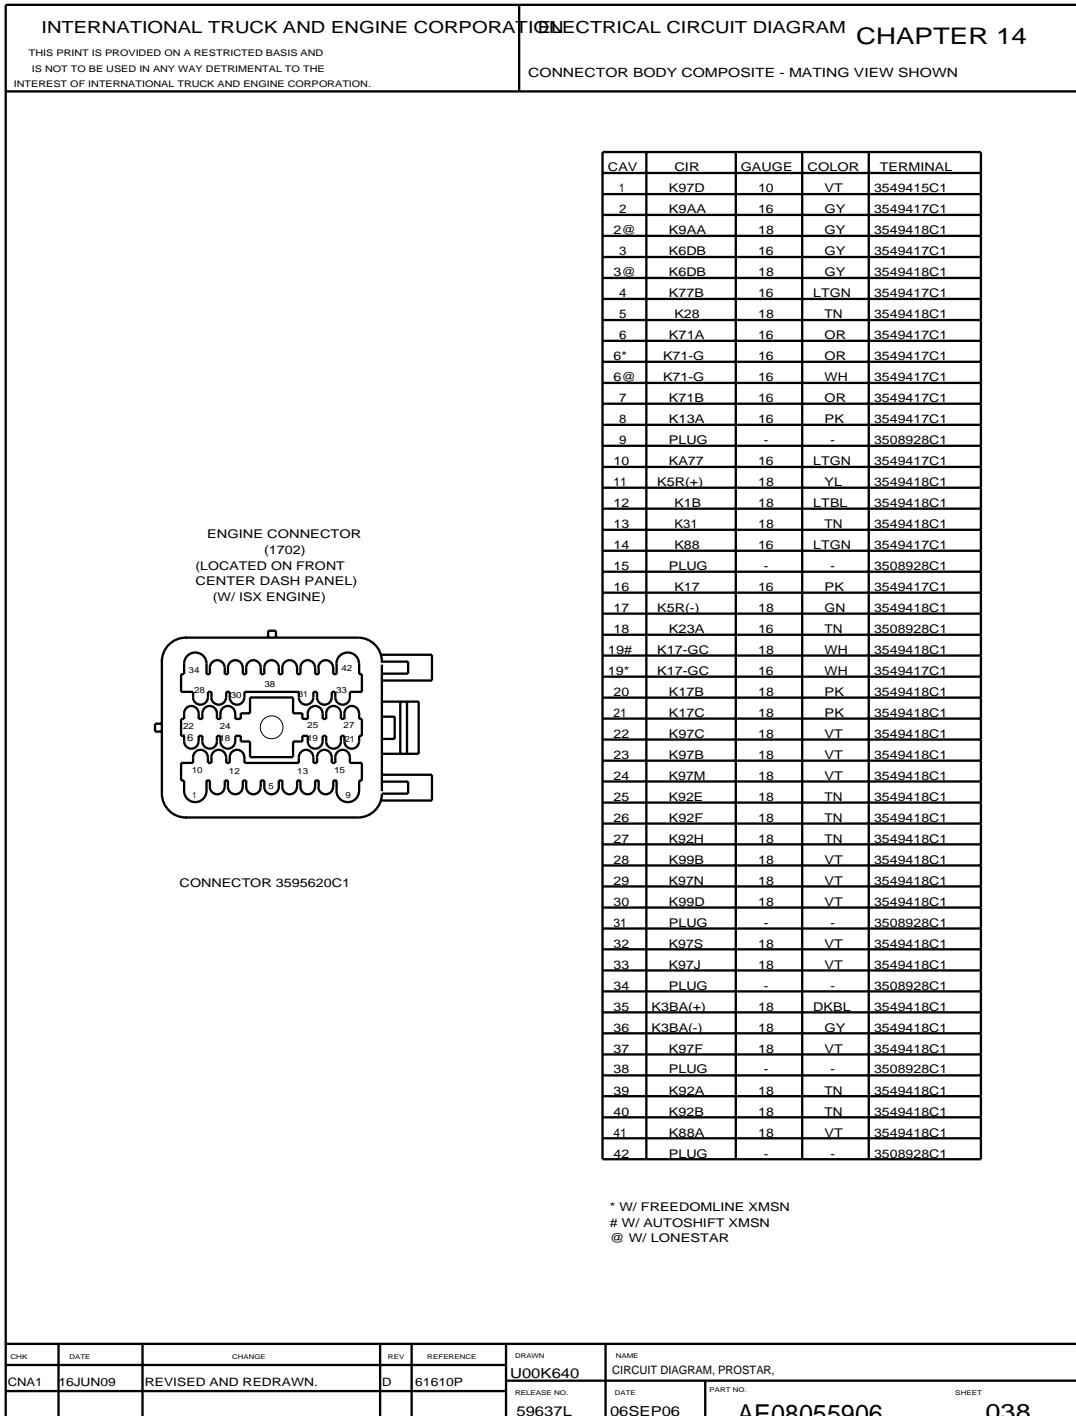 INTERNATIONAL TRUCK AND ENGINE CORPORATION
THIS PRINT IS PROVIDED ON A RESTRICTED BASIS AND
IS NOT TO BE USED IN ANY WAY DETRIMENTAL TO THE
INTEREST OF INTERNATIONAL TRUCK AND ENGINE CORPORATION.
ELECTRICAL CIRCUIT DIAGRAM CHAPTER 14
CONNECTOR BODY COMPOSITE - MATING VIEW SHOWN
CAV CIR GAUGE COLOR TERMINAL
1 K97D 10 VT 3549415C1
2 K9AA 16 GY 3549417C1
2@ K9AA 18 GY 3549418C1
3 K6DB 16 GY 3549417C1
3@ K6DB 18 GY 3549418C1
4 K77B 16 LTGN 3549417C1
5 K28 18 TN 3549418C1
6 K71A 16 OR 3549417C1
6* K71-G 16 OR 3549417C1
6@ K71-G 16 WH 3549417C1
7 K71B 16 OR 3549417C1
8 K13A 16 PK 3549417C1
9 PLUG - - 3508928C1
10 KA77 16 LTGN 3549417C1
11 K5R(+) 18 YL 3549418C1
12 K1B 18 LTBL 3549418C1
13 K31 18 TN 3549418C1
14 K88 16 LTGN 3549417C1
15 PLUG - - 3508928C1
16 K17 16 PK 3549417C1
17 K5R(-) 18 GN 3549418C1
18 K23A 16 TN 3508928C1
19# K17-GC 18 WH 3549418C1
19* K17-GC 16 WH 3549417C1
20 K17B 18 PK 3549418C1
21 K17C 18 PK 3549418C1
22 K97C 18 VT 3549418C1
23 K97B 18 VT 3549418C1
24 K97M 18 VT 3549418C1
25 K92E 18 TN 3549418C1
26 K92F 18 TN 3549418C1
27 K92H 18 TN 3549418C1
28 K99B 18 VT 3549418C1
29 K97N 18 VT 3549418C1
30 K99D 18 VT 3549418C1
31 PLUG - - 3508928C1
32 K97S 18 VT 3549418C1
33 K97J 18 VT 3549418C1
34 PLUG - - 3508928C1
35 K3BA(+) 18 DKBL 3549418C1
36 K3BA(-) 18 GY 3549418C1
37 K97F 18 VT 3549418C1
38 PLUG - - 3508928C1
39 K92A 18 TN 3549418C1
40 K92B 18 TN 3549418C1
41 K88A 18 VT 3549418C1
42 PLUG - - 3508928C1
* W/ FREEDOMLINE XMSN
# W/ AUTOSHIFT XMSN
@ W/ LONESTAR
ENGINE CONNECTOR
(1702)
(LOCATED ON FRONT
CENTER DASH PANEL)
(W/ ISX ENGINE)
34 38 42
28 30 31 33
22 24 25 27
16 18 19 21
10 12 13 15
1 5 9
CONNECTOR 3595620C1
CHK DATE CHANGE REV REFERENCE
CNA1 16JUN09 REVISED AND REDRAWN. D 61610P
DRAWN
U00K640
NAME
CIRCUIT DIAGRAM, PROSTAR,
RELEASE NO.
59637L
DATE
06SEP06
PART NO.
AE08055906
SHEET
038